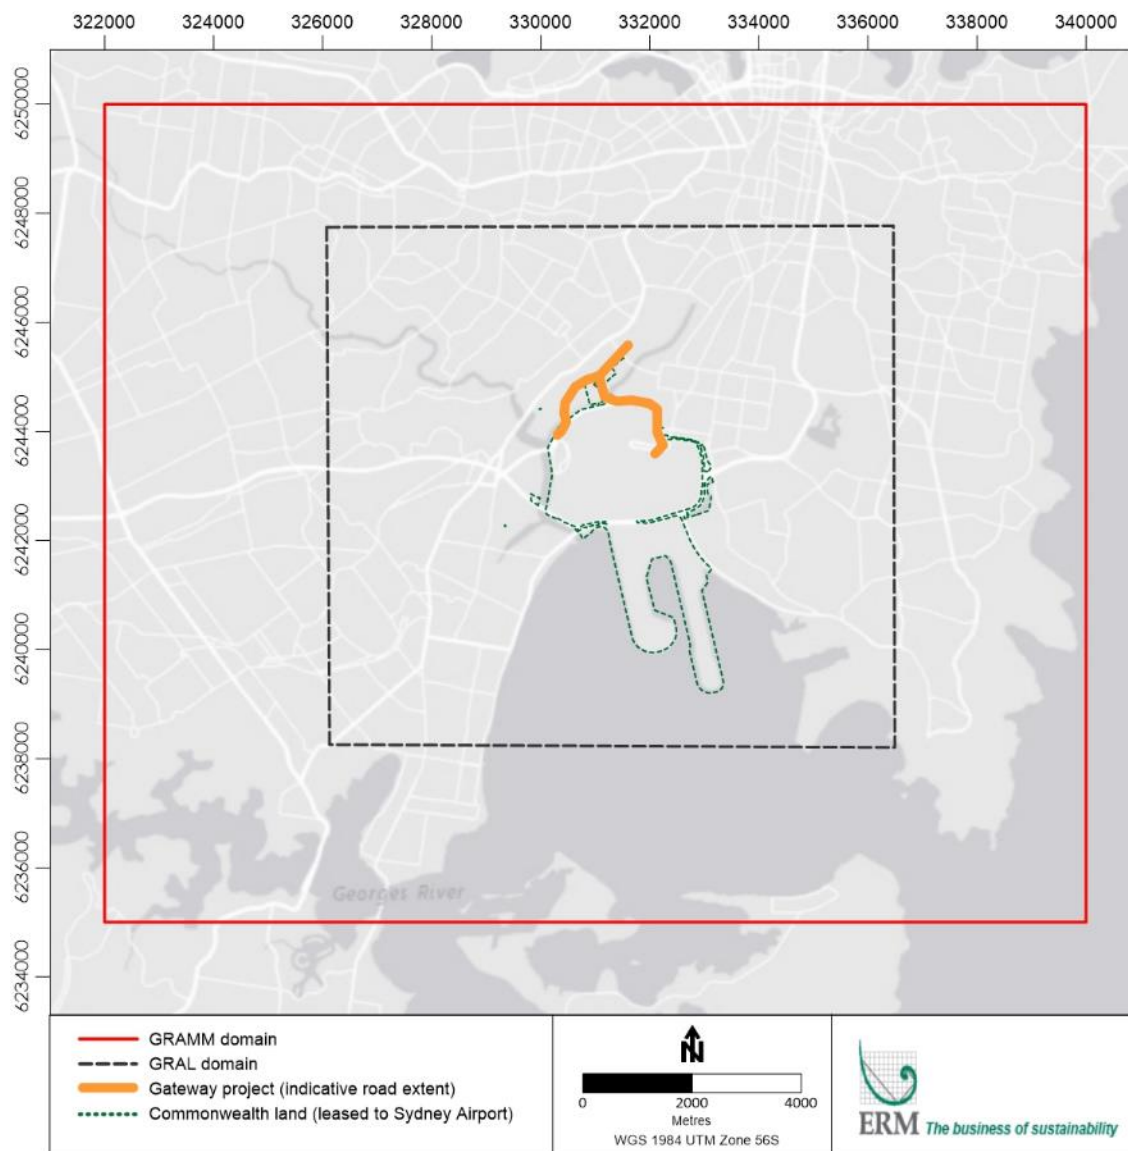 322000 324000 326000 328000 330000 332000 334000 336000 338000 340000
6250000
6248000
6246000
6244000
6242000
6240000
6238000
6236000
6234000
Georges River
GRAMM domain
GRAL domain
Gateway project (indicative road extent)
Commonwealth land (leased to Sydney Airport)
N
0 2000 4000
Metres
WGS 1984 UTM Zone 56S
ERM The business of sustainability